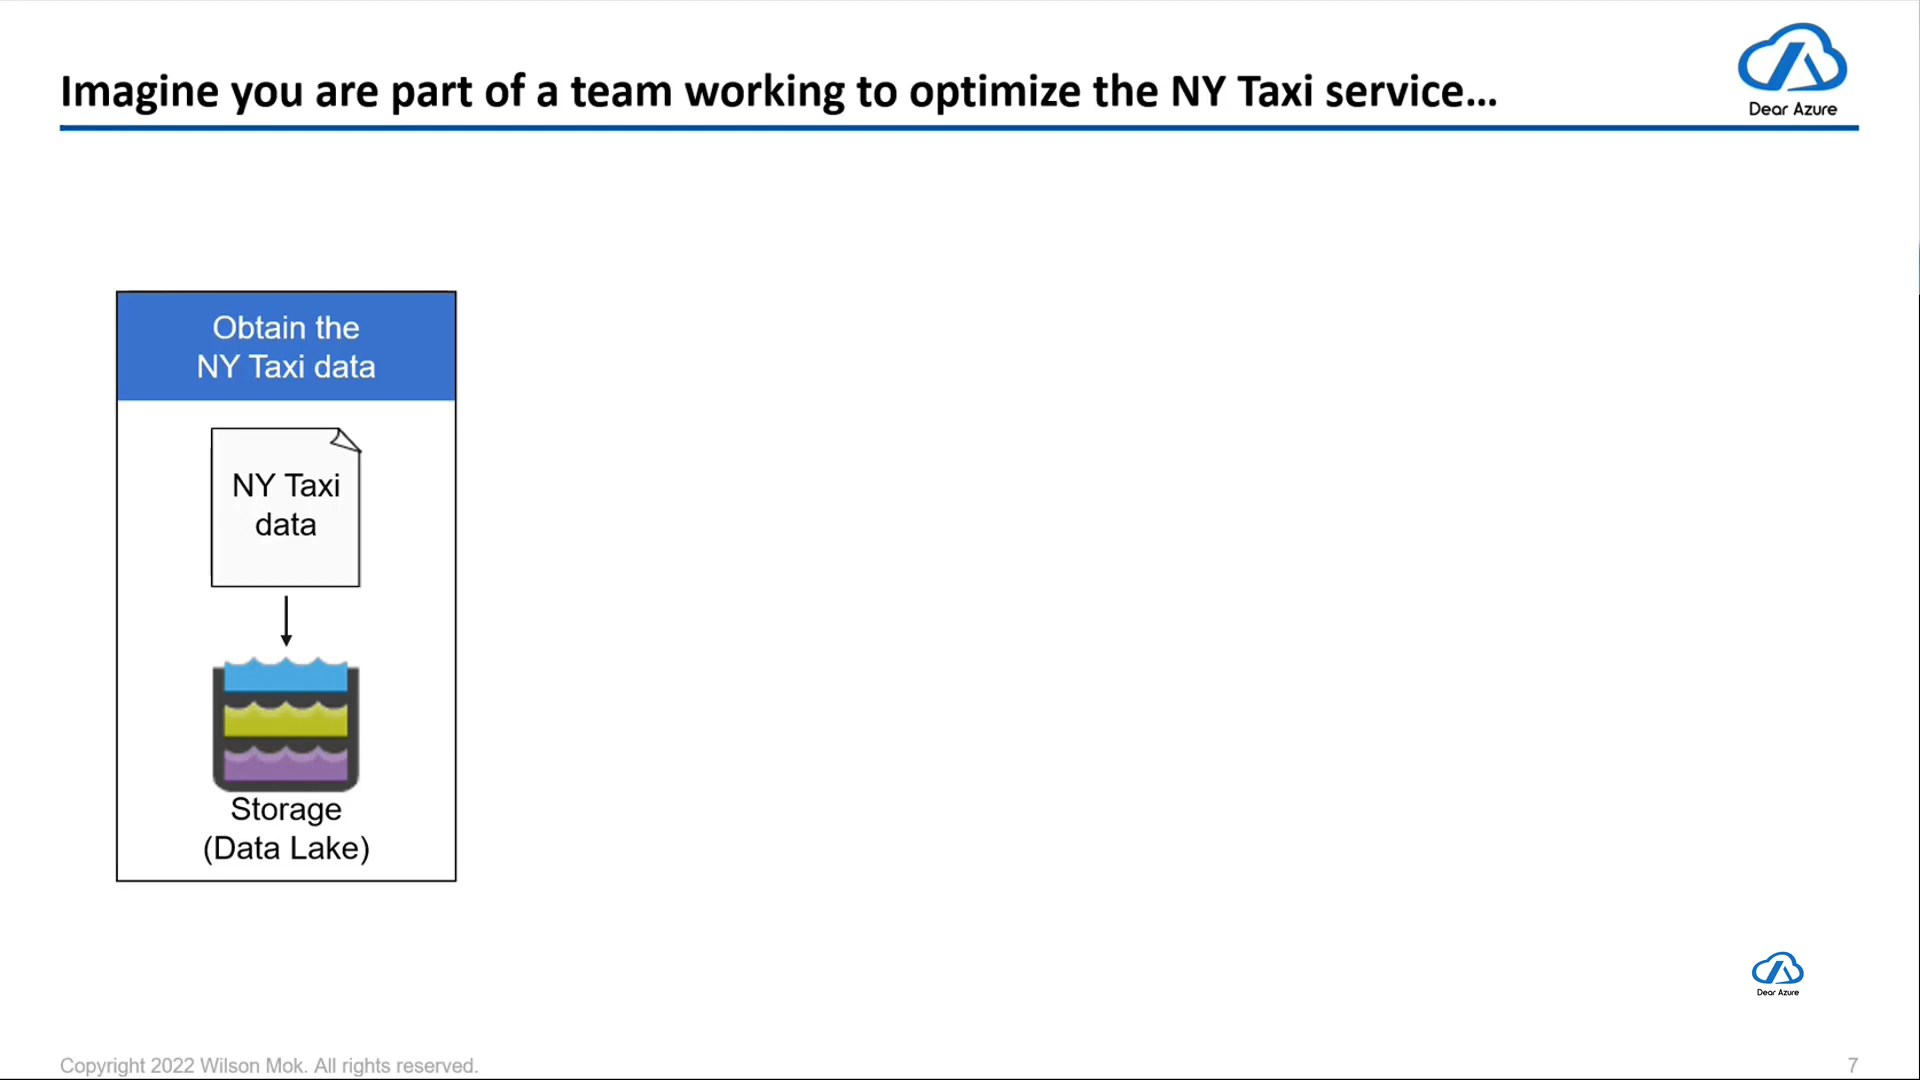 Imagine you are part of a team working to optimize the NY Taxi service...
Dear Azure
Obtain the
NY Taxi data
NY Taxi
data
Storage
(Data Lake)
Dear Azure
Copyright 2022 Wilson Mok. All rights reserved.
7